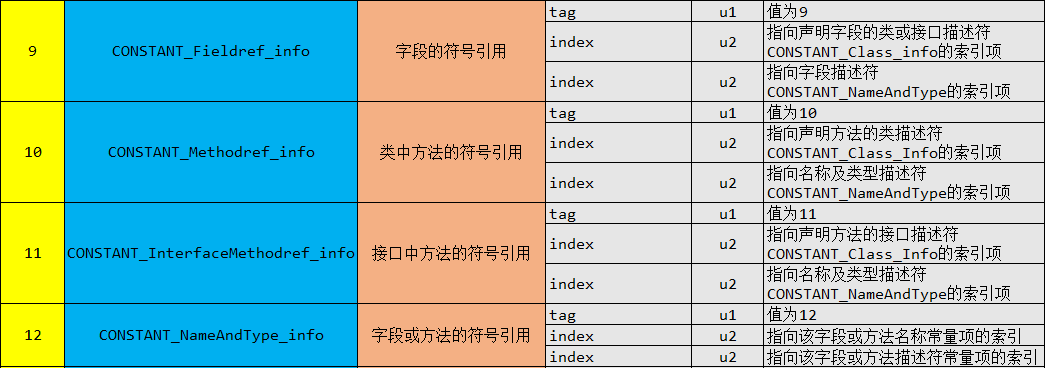 tag u1 值为9
9 CONSTANT_Fieldref_info 字段的符号引用 index u2 指向声明字段的类或接口描述符
CONSTANT_Class_info的索引项
index u2 指向字段描述符
CONSTANT_NameAndType的索引项
tag u1 值为10
10 CONSTANT_Methodref_info 类中方法的符号引用 index u2 指向声明方法的类描述符
CONSTANT_Class_Info的索引项
index u2 指向名称及类型描述符
CONSTANT_NameAndType的索引项
tag u1 值为11
11 CONSTANT_InterfaceMethodref_info 接口中方法的符号引用 index u2 指向声明方法的接口描述符
CONSTANT_Class_Info的索引项
index u2 指向名称及类型描述符
CONSTANT_NameAndType的索引项
tag u1 值为12
12 CONSTANT_NameAndType_info 字段或方法的符号引用 index u2 指向该字段或方法名称常量项的索引
index u2 指向该字段或方法描述符常量项的索引